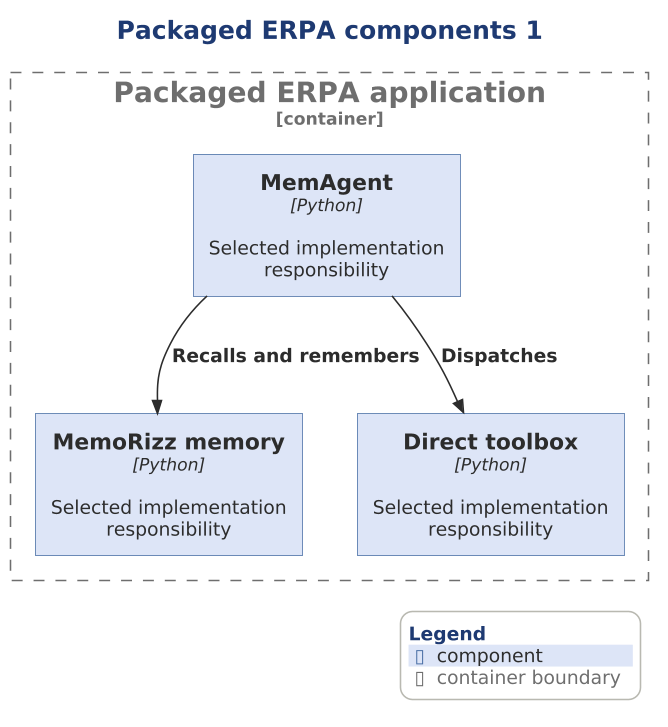 Packaged ERPA components 1
Packaged ERPA application
[container]
MemAgent
[Python]
Selected implementation
responsibility
Recalls and remembers
Dispatches
MemoRizz memory
[Python]
Selected implementation
responsibility
Direct toolbox
[Python]
Selected implementation
responsibility
Legend
▯ component
▯ container boundary